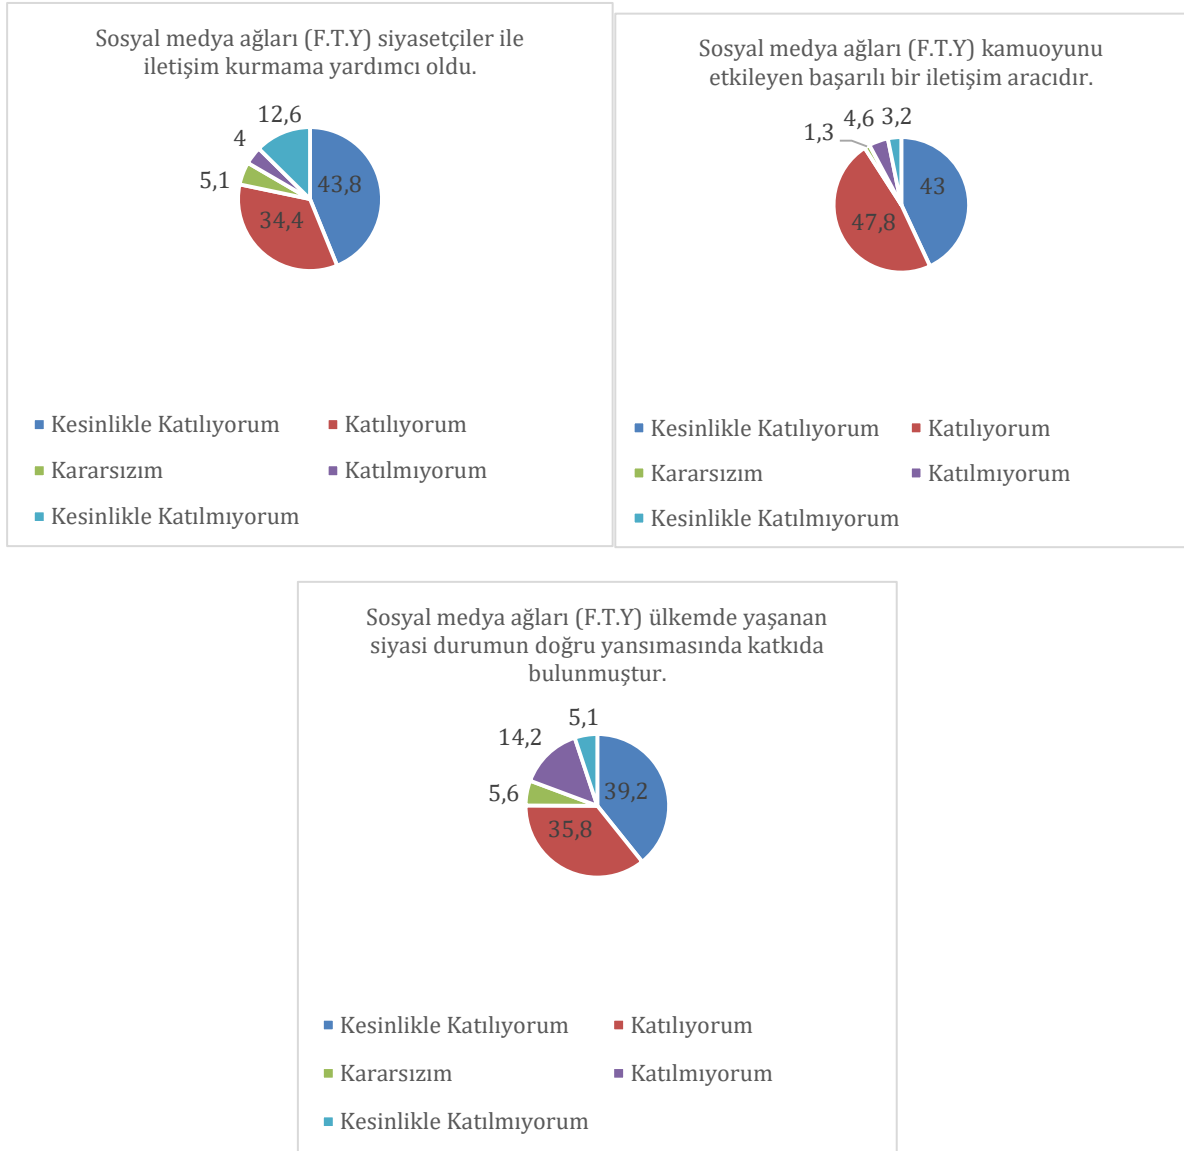 Sosyal medya ağları (F.T.Y) siyasetçiler ile
iletişim kurmama yardımcı oldu.
12,6
4
5,1
43,8
34,4
Kesinlikle Katılıyorum
Katılıyorum
Kararsızım
Katılmıyorum
Kesinlikle Katılmıyorum
Sosyal medya ağları (F.T.Y) kamuoyunu
etkileyen başarılı bir iletişim aracıdır.
4,6
3,2
1,3
43
47,8
Kesinlikle Katılıyorum
Katılıyorum
Kararsızım
Katılmıyorum
Kesinlikle Katılmıyorum
Sosyal medya ağları (F.T.Y) ülkemde yaşanan
siyasi durumun doğru yansımasında katkıda
bulunmuştur.
5,1
14,2
5,6
39,2
35,8
Kesinlikle Katılıyorum
Katılıyorum
Kararsızım
Katılmıyorum
Kesinlikle Katılmıyorum